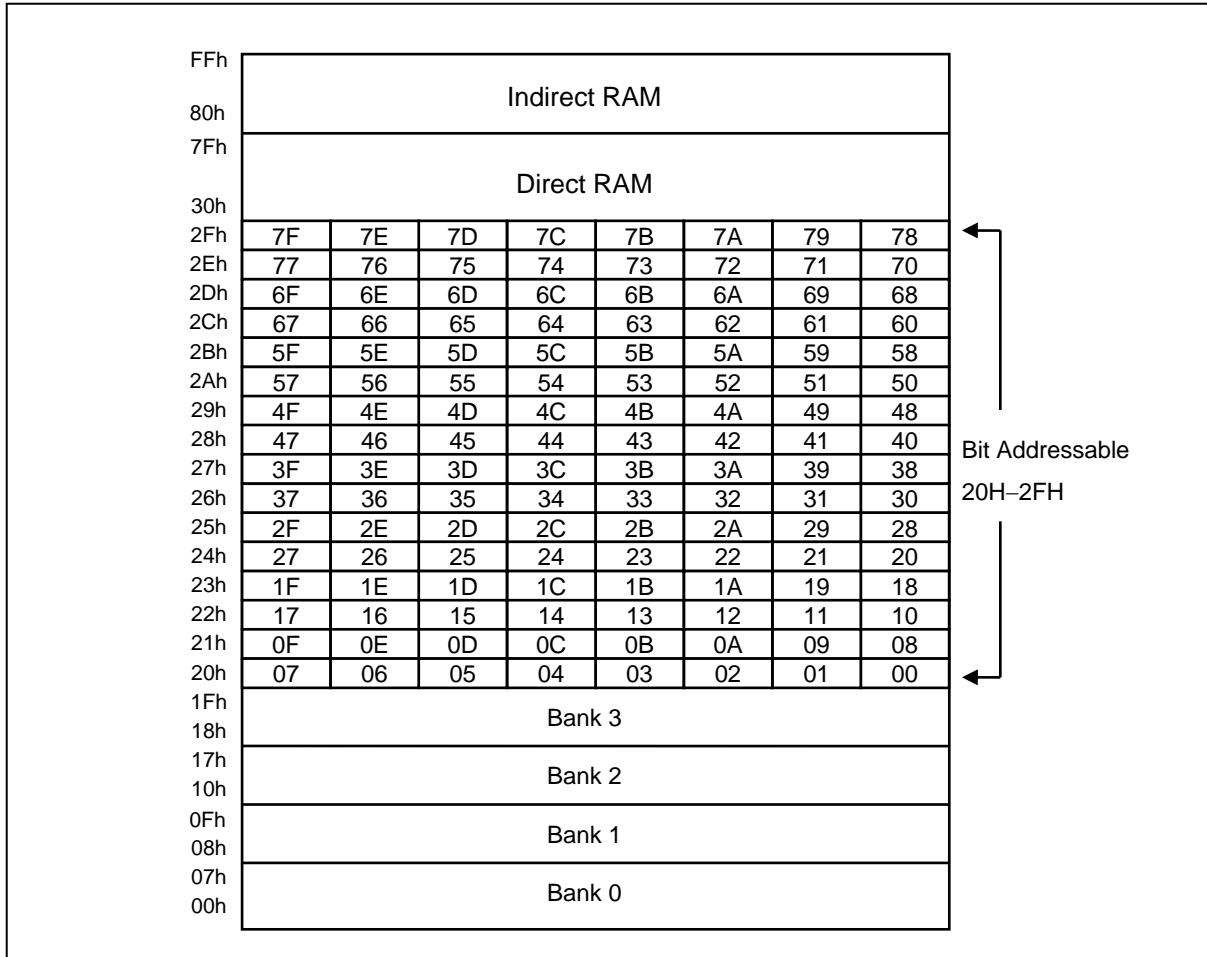 FFh
Indirect RAM
80h
7Fh
Direct RAM
30h
2Fh 7F 7E 7D 7C 7B 7A 79 78
2Eh 77 76 75 74 73 72 71 70
2Dh 6F 6E 6D 6C 6B 6A 69 68
2Ch 67 66 65 64 63 62 61 60
2Bh 5F 5E 5D 5C 5B 5A 59 58
2Ah 57 56 55 54 53 52 51 50
29h 4F 4E 4D 4C 4B 4A 49 48
28h 47 46 45 44 43 42 41 40
27h 3F 3E 3D 3C 3B 3A 39 38
26h 37 36 35 34 33 32 31 30
25h 2F 2E 2D 2C 2B 2A 29 28
24h 27 26 25 24 23 22 21 20
23h 1F 1E 1D 1C 1B 1A 19 18
22h 17 16 15 14 13 12 11 10
21h 0F 0E 0D 0C 0B 0A 09 08
20h 07 06 05 04 03 02 01 00
Bit Addressable
20H–2FH
1Fh
Bank 3
18h
17h
Bank 2
10h
0Fh
Bank 1
08h
07h
Bank 0
00h